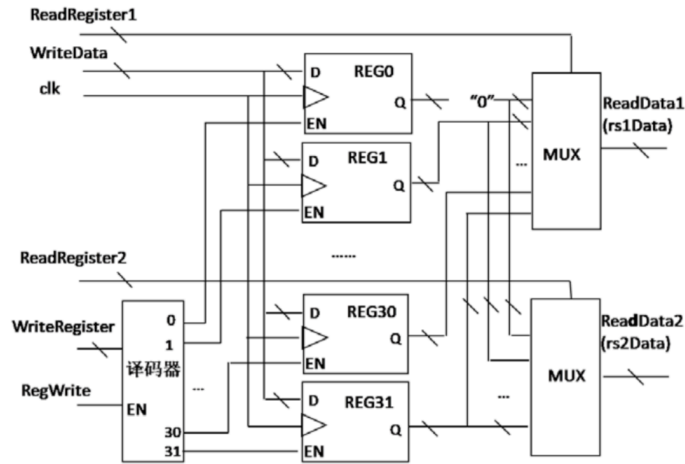 ReadRegister1
WriteData
clk
D REG0
Q
EN
"0"
D REG1
Q
EN
...
MUX
ReadData1
(rs1Data)
......
ReadRegister2
WriteRegister
RegWrite
0
1
译码器
...
EN
30
31
D REG30
Q
EN
D REG31
Q
EN
...
MUX
ReadData2
(rs2Data)